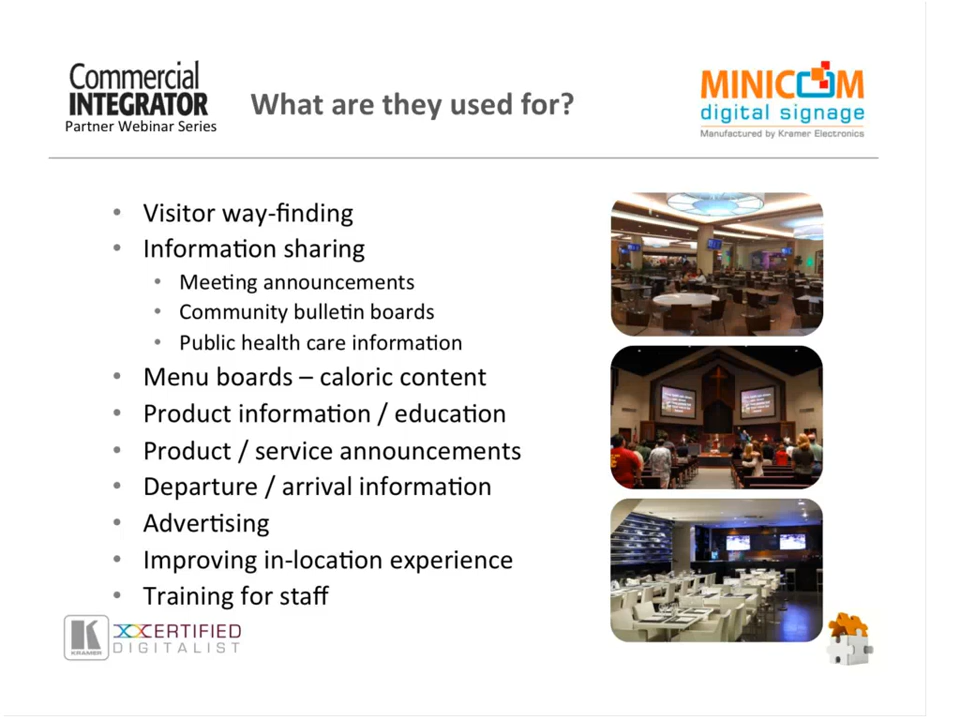 Commercial
INTEGRATOR
Partner Webinar Series
What are they used for?
MINICOM
digital signage
Manufactured by Kramer Electronics
• Visitor way-finding
• Information sharing
• Meeting announcements
• Community bulletin boards
• Public health care information
• Menu boards – caloric content
• Product information / education
• Product / service announcements
• Departure / arrival information
• Advertising
• Improving in-location experience
• Training for staff
K
KRAMER
CERTIFIED
DIGITALIST